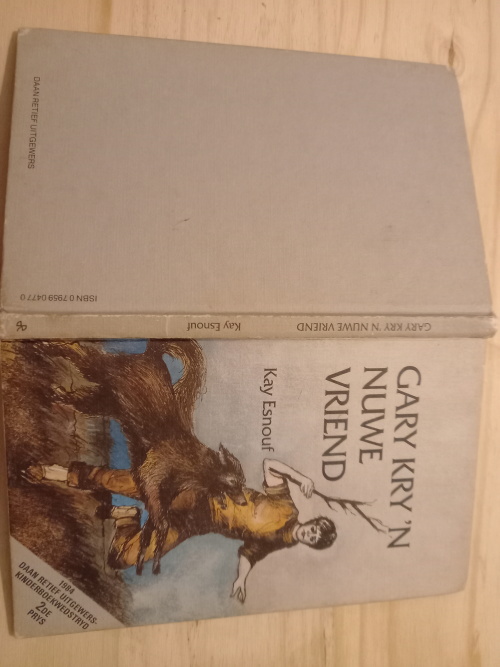 GARY KRY 'N
NUWE
VRIEND
Kay Esnouf
1984
DAAN RETIEF UITGEWERS-
KINDERBOEKWEDSTRYD
2DE
PRYS
GARY KRY 'N NUWE VRIEND
Kay Esnouf
DAAN RETIEF UITGEWERS
ISBN 0 7959 0477 0